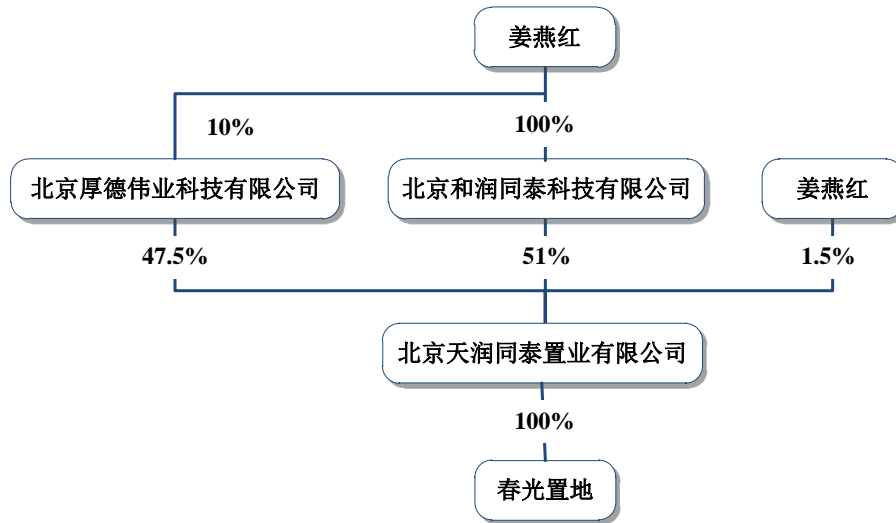 姜燕红
10%
100%
北京厚德伟业科技有限公司
北京和润同泰科技有限公司
姜燕红
47.5%
51%
1.5%
北京天润同泰置业有限公司
100%
春光置地